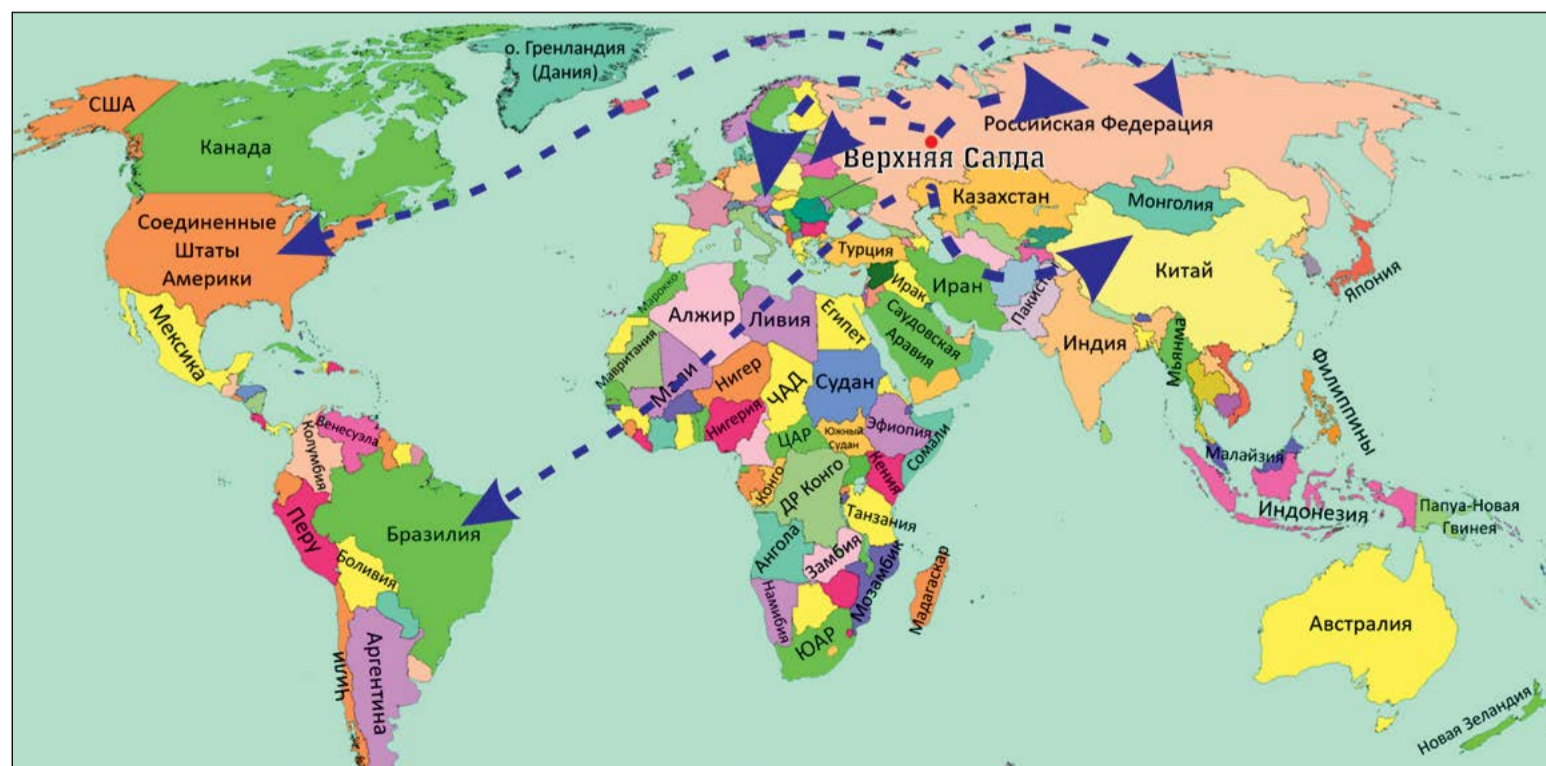 о. Гренландия
(Дания)
США
Канада
Российская Федерация
Верхняя Салда
Казахстан
Монголия
Соединенные
Штаты
Америки
Турция
Китай
Япония
Ирак
Иран
Пакистан
Марокко
Алжир
Ливия
Египет
Саудовская
Аравия
Индия
Мьянма
Филиппины
Мексика
Мавритания
Мали
Нигер
ЧАД
Судан
Нигерия
Эфиопия
Южный
Судан
ЦАР
Сомали
Венесуэла
Колумбия
Малайзия
Конго
ДР Конго
Кения
Индонезия
Папуа-Новая
Гвинея
Перу
Бразилия
Танзания
Ангола
Замбия
Мозамбик
Мадагаскар
Боливия
Намибия
ЮАР
Австралия
Чили
Аргентина
Новая Зеландия